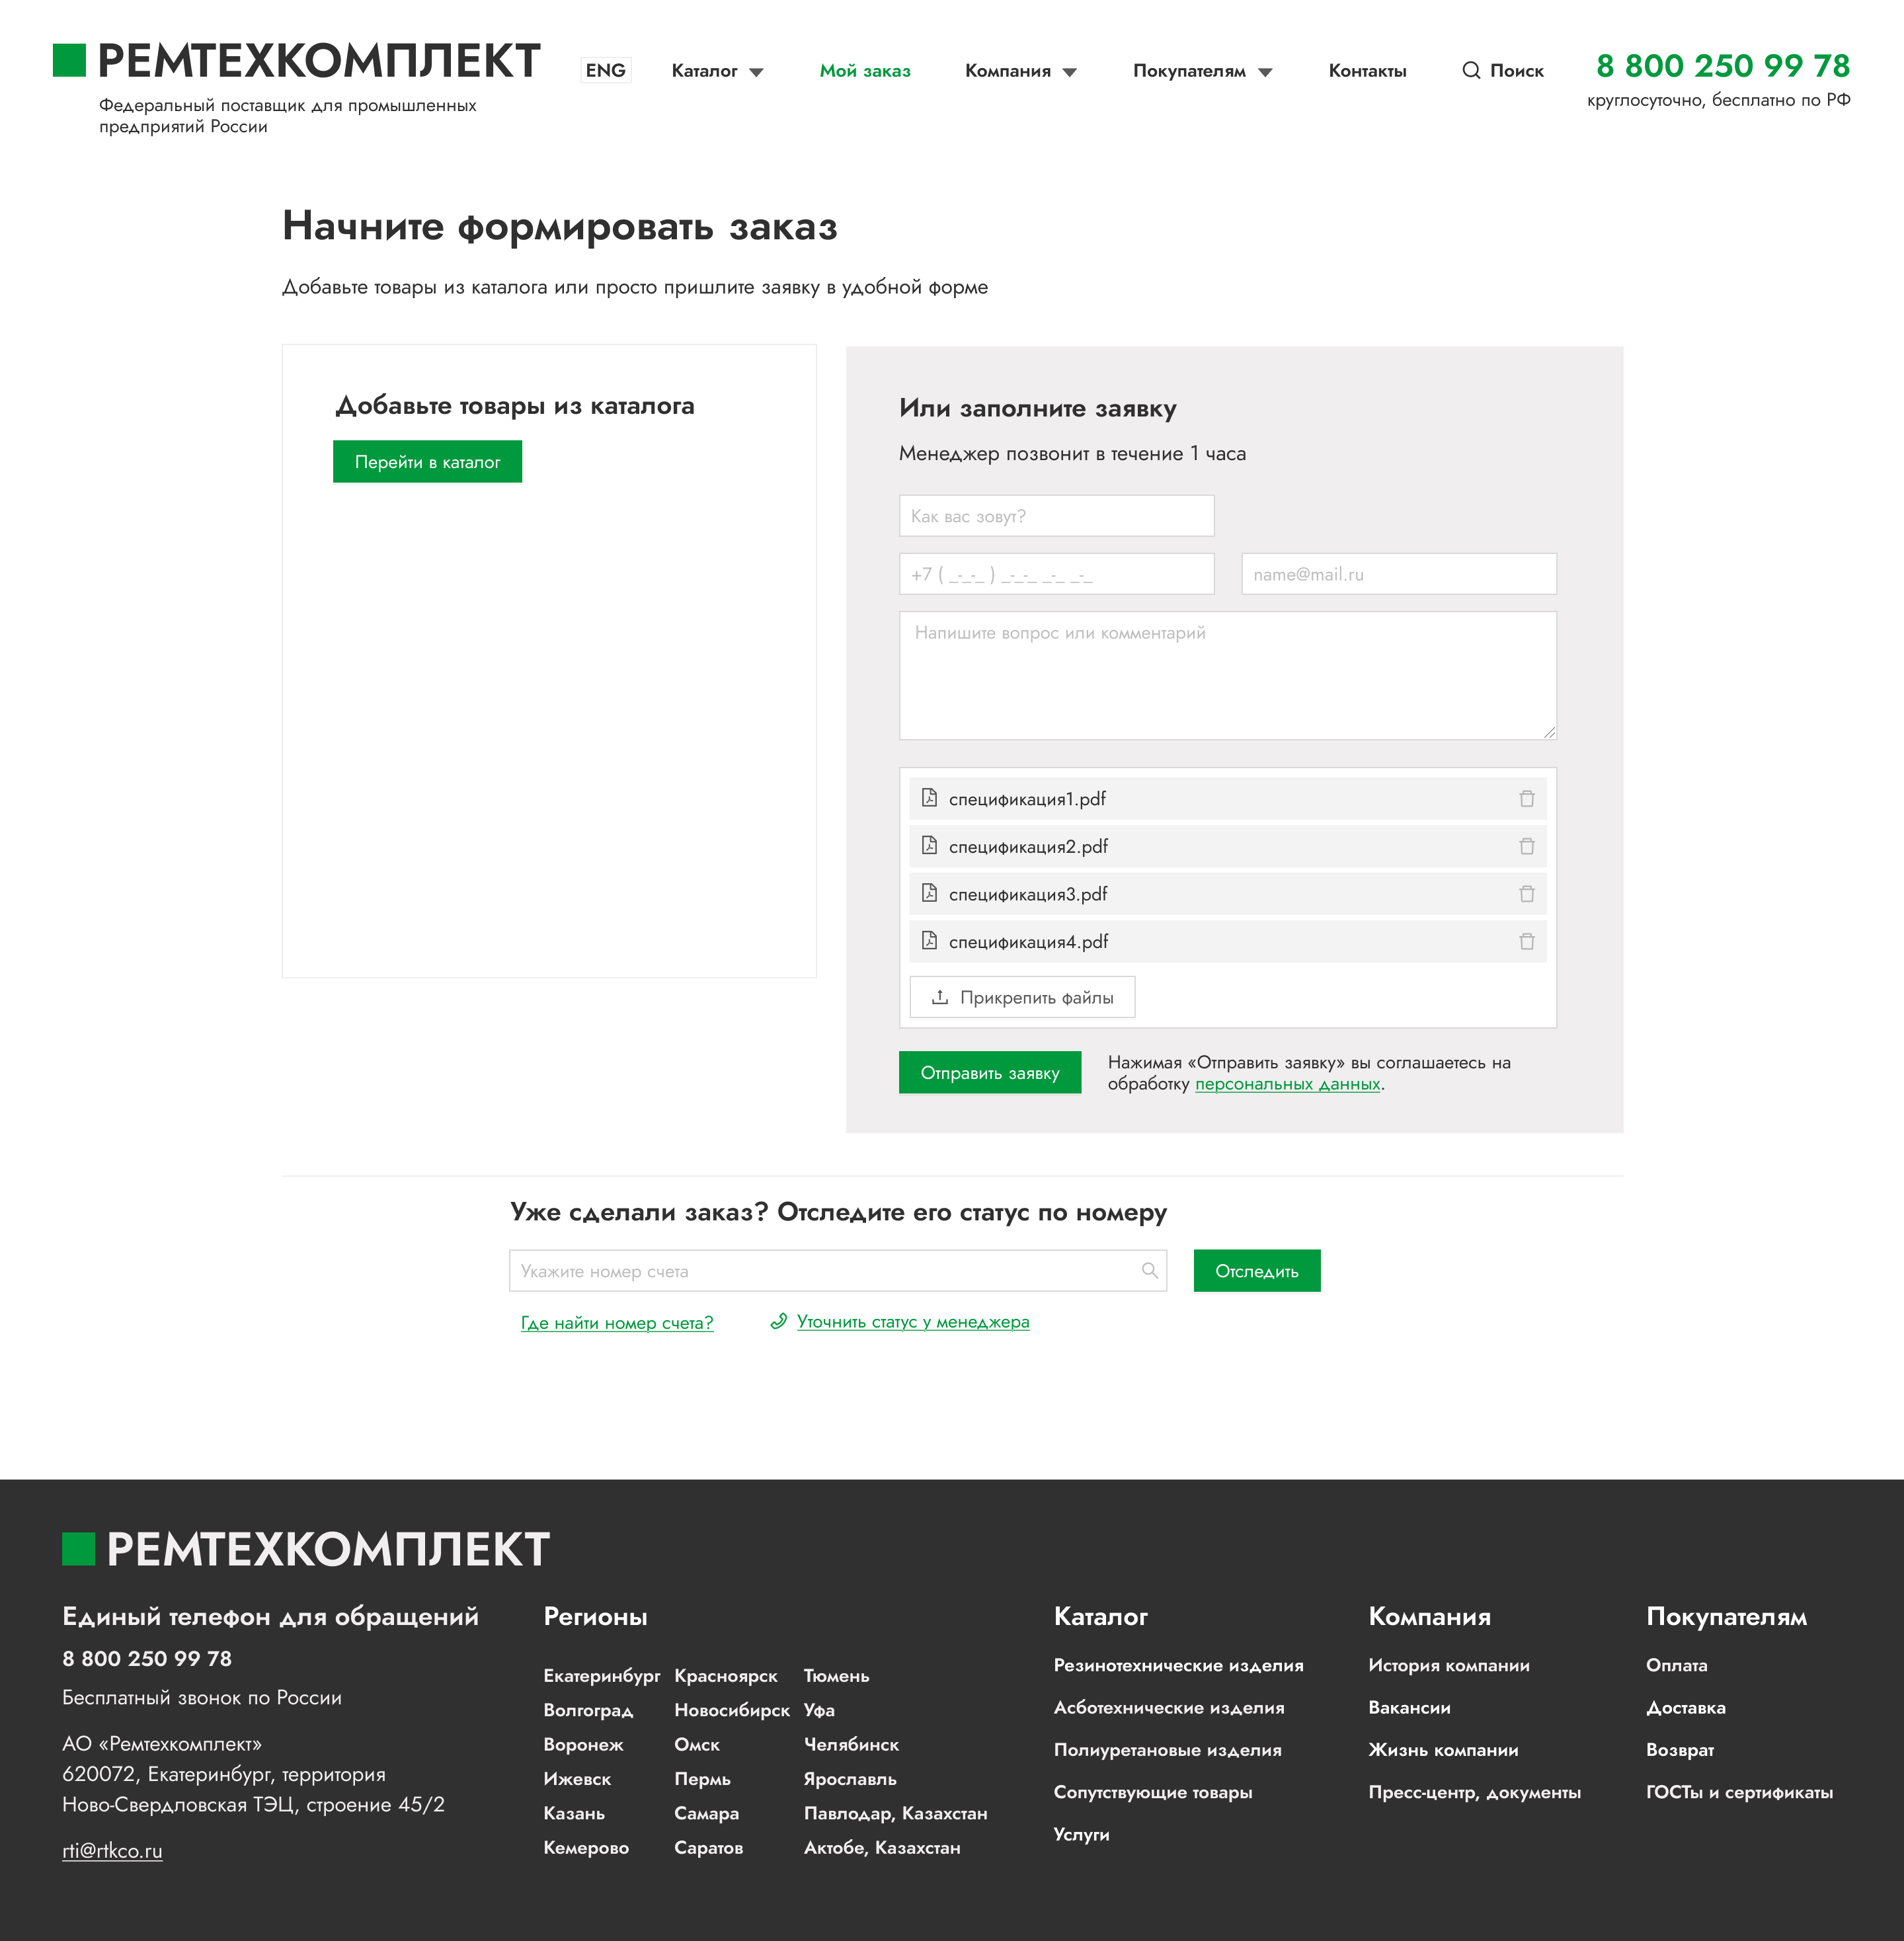 РЕМТЕХКОМПЛЕКТ
Федеральный поставщик для промышленных
предприятий России
ENG
Каталог
Мой заказ
Компания
Покупателям
Контакты
Поиск
8 800 250 99 78
круглосуточно, бесплатно по РФ
Начните формировать заказ
Добавьте товары из каталога или просто пришлите заявку в удобной форме
Добавьте товары из каталога
Перейти в каталог
Или заполните заявку
Менеджер позвонит в течение 1 часа
Как вас зовут?
+7 ( _-_-_ ) _-_-_ _-_ _-_
name@mail.ru
Напишите вопрос или комментарий
спецификация1.pdf
спецификация2.pdf
спецификация3.pdf
спецификация4.pdf
Прикрепить файлы
Отправить заявку
Нажимая «Отправить заявку» вы соглашаетесь на
обработку персональных данных.
Уже сделали заказ? Отследите его статус по номеру
Укажите номер счета
Отследить
Где найти номер счета?
Уточнить статус у менеджера
РЕМТЕХКОМПЛЕКТ
Единый телефон для обращений
8 800 250 99 78
Бесплатный звонок по России
АО «Ремтехкомплект»
620072, Екатеринбург, территория
Ново-Свердловская ТЭЦ, строение 45/2
rti@rtkco.ru
Регионы
Екатеринбург
Волгоград
Воронеж
Ижевск
Казань
Кемерово
Красноярск
Новосибирск
Омск
Пермь
Самара
Саратов
Тюмень
Уфа
Челябинск
Ярославль
Павлодар, Казахстан
Актобе, Казахстан
Каталог
Резинотехнические изделия
Асботехнические изделия
Полиуретановые изделия
Сопутствующие товары
Услуги
Компания
История компании
Вакансии
Жизнь компании
Пресс-центр, документы
Покупателям
Оплата
Доставка
Возврат
ГОСТы и сертификаты